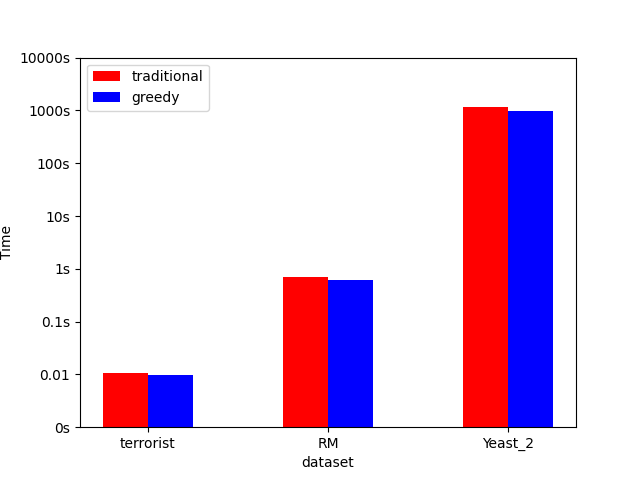 10000s
1000s
100s
10s
1s
0.1s
0.01
0s
Time
traditional
greedy
terrorist
RM
Yeast_2
dataset